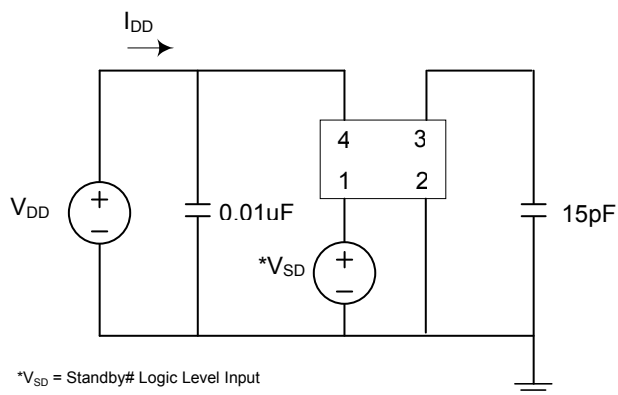 IDD
4 3
1 2
VDD
+
−
0.01uF
15pF
*VSD
+
−
*VSD = Standby# Logic Level Input